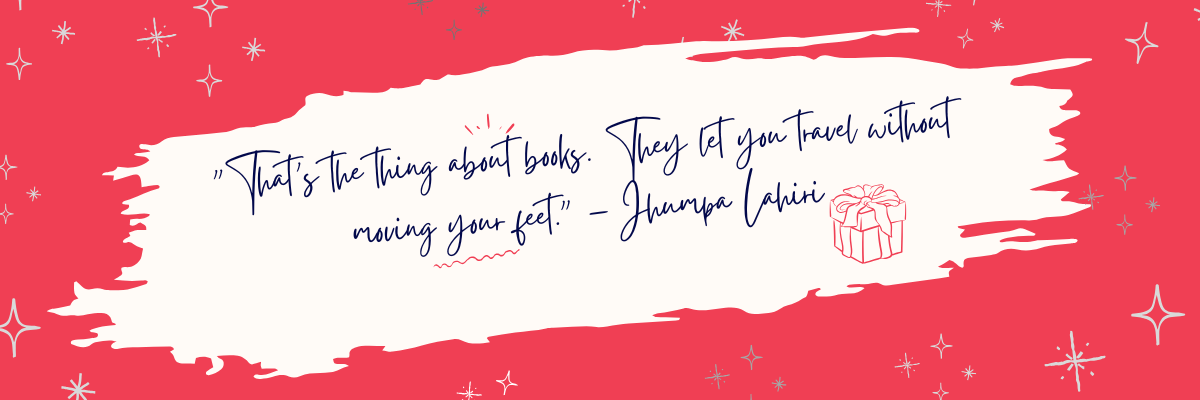 "That's the thing about books. They let you travel without
moving your feet." – Jhumpa Lahiri